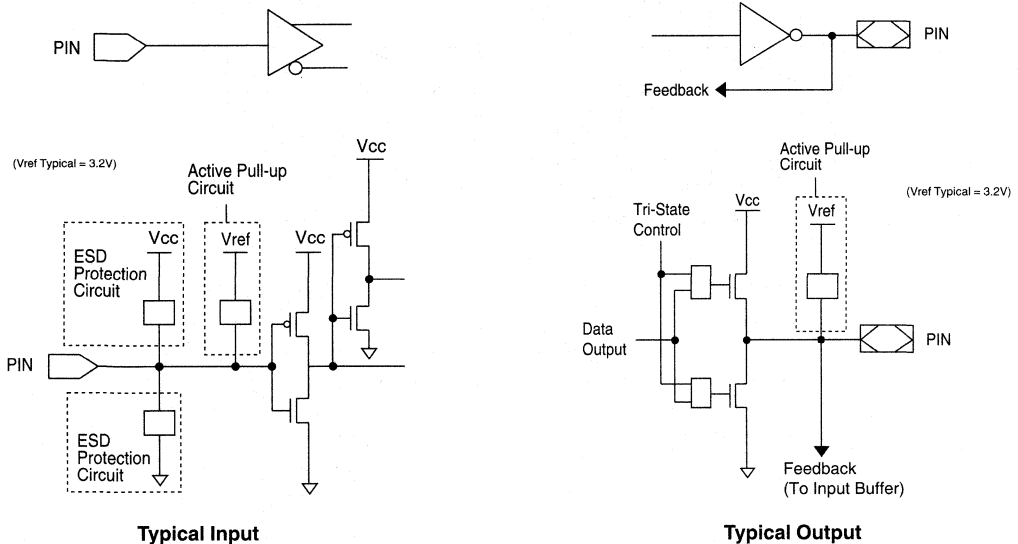 PIN
PIN
Feedback
(Vref Typical = 3.2V)
Active Pull-up
Circuit
Vcc
ESD
Protection
Circuit
Vcc
Vref
Vcc
PIN
ESD
Protection
Circuit
Typical Input
Active Pull-up
Circuit
(Vref Typical = 3.2V)
Tri-State
Control
Vcc
Vref
Data
Output
PIN
Feedback
(To Input Buffer)
Typical Output